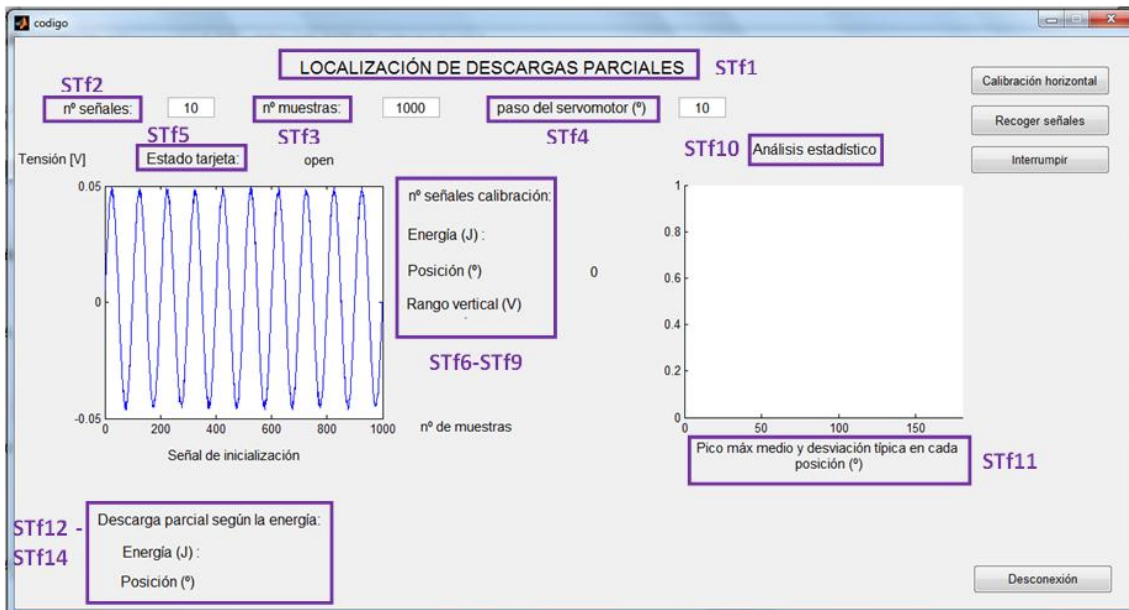 codigo
LOCALIZACIÓN DE DESCARGAS PARCIALES STf1
STf2
nº señales: 10 nº muestras: 1000 paso del servomotor (º) 10
STf5 STf3 STf4
Calibración horizontal
Recoger señales
Interrumpir
Tensión [V] Estado tarjeta: open
STf10 Análisis estadístico
0.05
0
-0.05
0 200 400 600 800 1000
nº de muestras
Señal de inicialización
nº señales calibración:
Energía (J) :
Posición (º) 0
Rango vertical (V)
STf6-STf9
1
0.8
0.6
0.4
0.2
0
0 50 100 150
Pico máx medio y desviación típica en cada
posición (º)
STf11
STf12 -
STf14
Descarga parcial según la energía:
Energía (J) :
Posición (º)
Desconexión